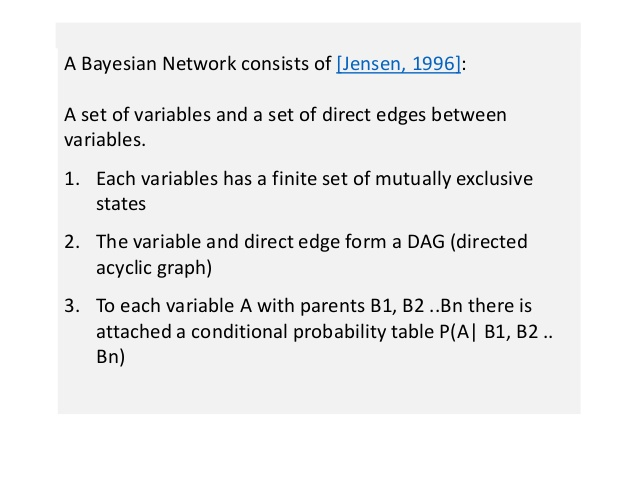 A Bayesian Network consists of [Jensen, 1996]:
A set of variables and a set of direct edges between
variables.
1. Each variables has a finite set of mutually exclusive
states
2. The variable and direct edge form a DAG (directed
acyclic graph)
3. To each variable A with parents B1, B2 ..Bn there is
attached a conditional probability table P(A| B1, B2 ..
Bn)